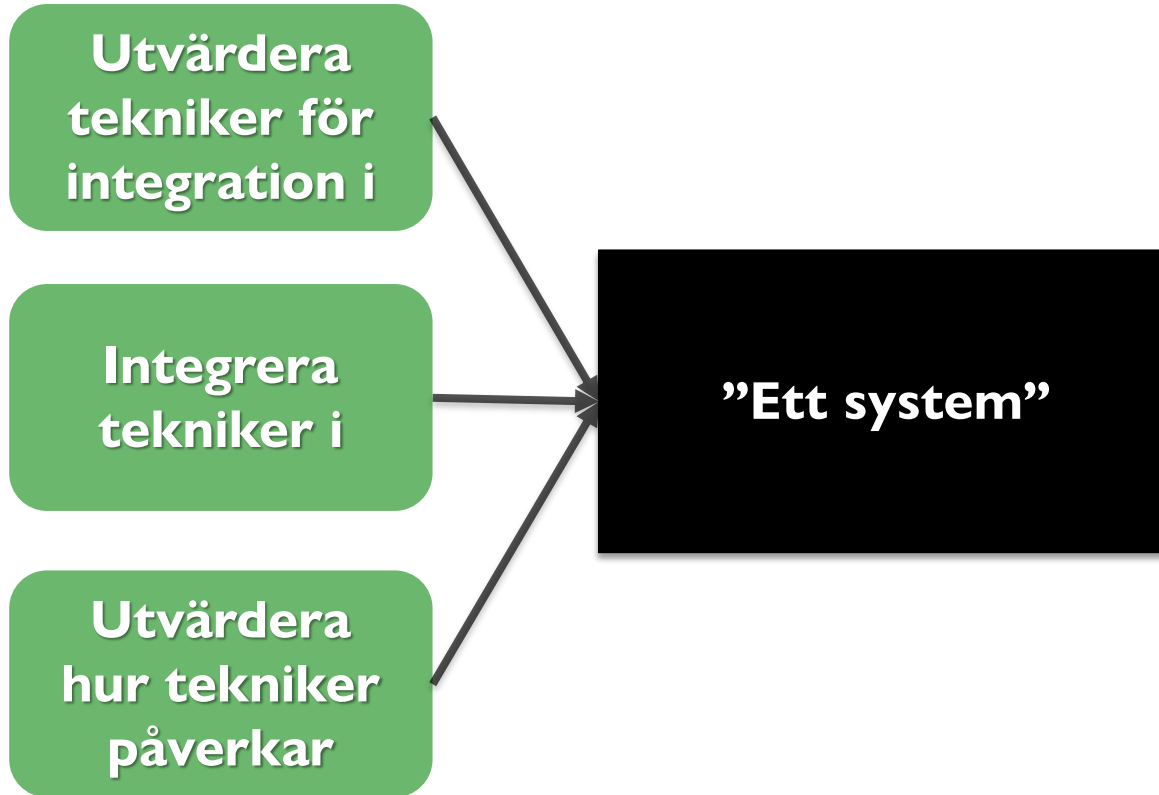 Utvärdera
tekniker för
integration i
Integrera
tekniker i
”Ett system”
Utvärdera
hur tekniker
påverkar